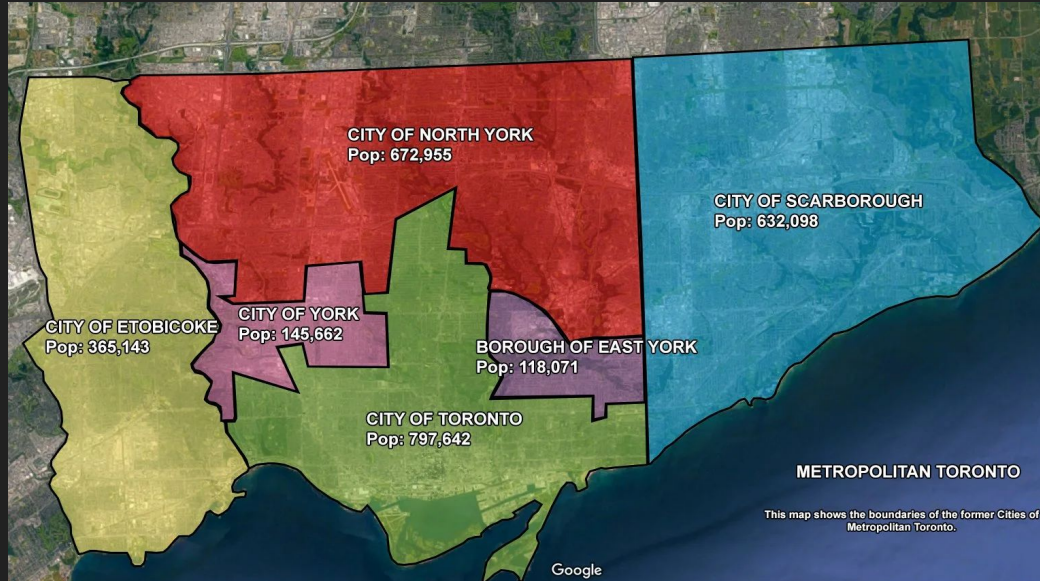 CITY OF NORTH YORK
Pop: 672,955
CITY OF SCARBOROUGH
Pop: 632,098
CITY OF YORK
Pop: 145,662
CITY OF ETOBICOKE
Pop: 365,143
BOROUGH OF EAST YORK
Pop: 118,071
CITY OF TORONTO
Pop: 797,642
METROPOLITAN TORONTO
This map shows the boundaries of the former Cities of
Metropolitan Toronto.
Google